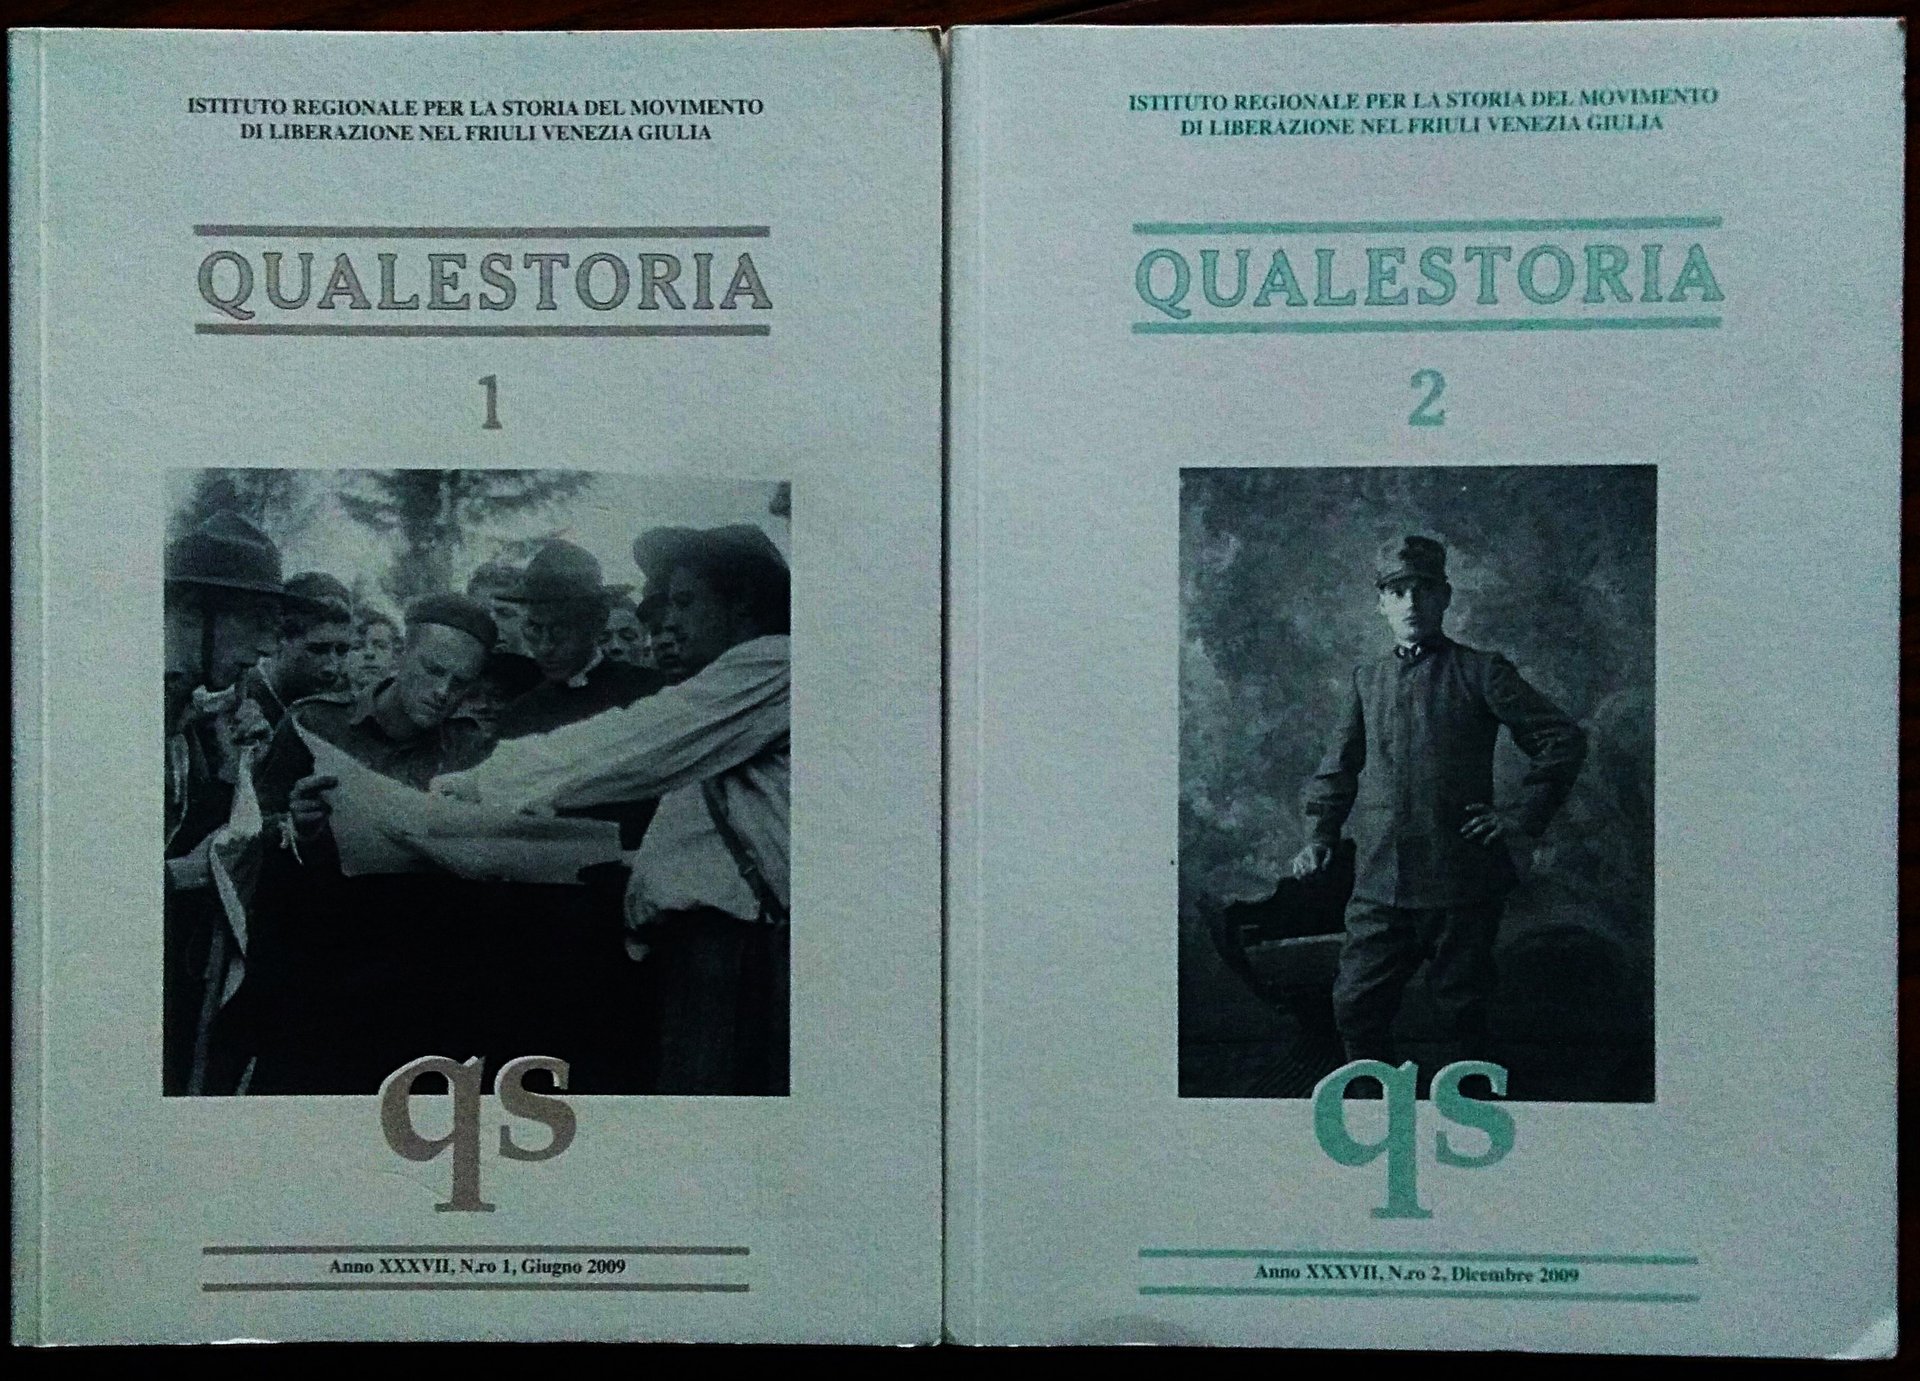 ISTITUTO REGIONALE PER LA STORIA DEL MOVIMENTO
DI LIBERAZIONE NEL FRIULI VENEZIA GIULIA
QUALESTORIA
1
qs
Anno XXXVII, N.ro 1, Giugno 2009
ISTITUTO REGIONALE PER LA STORIA DEL MOVIMENTO
DI LIBERAZIONE NEL FRIULI VENEZIA GIULIA
QUALESTORIA
2
qs
Anno XXXVII, N.ro 2, Dicembre 2009